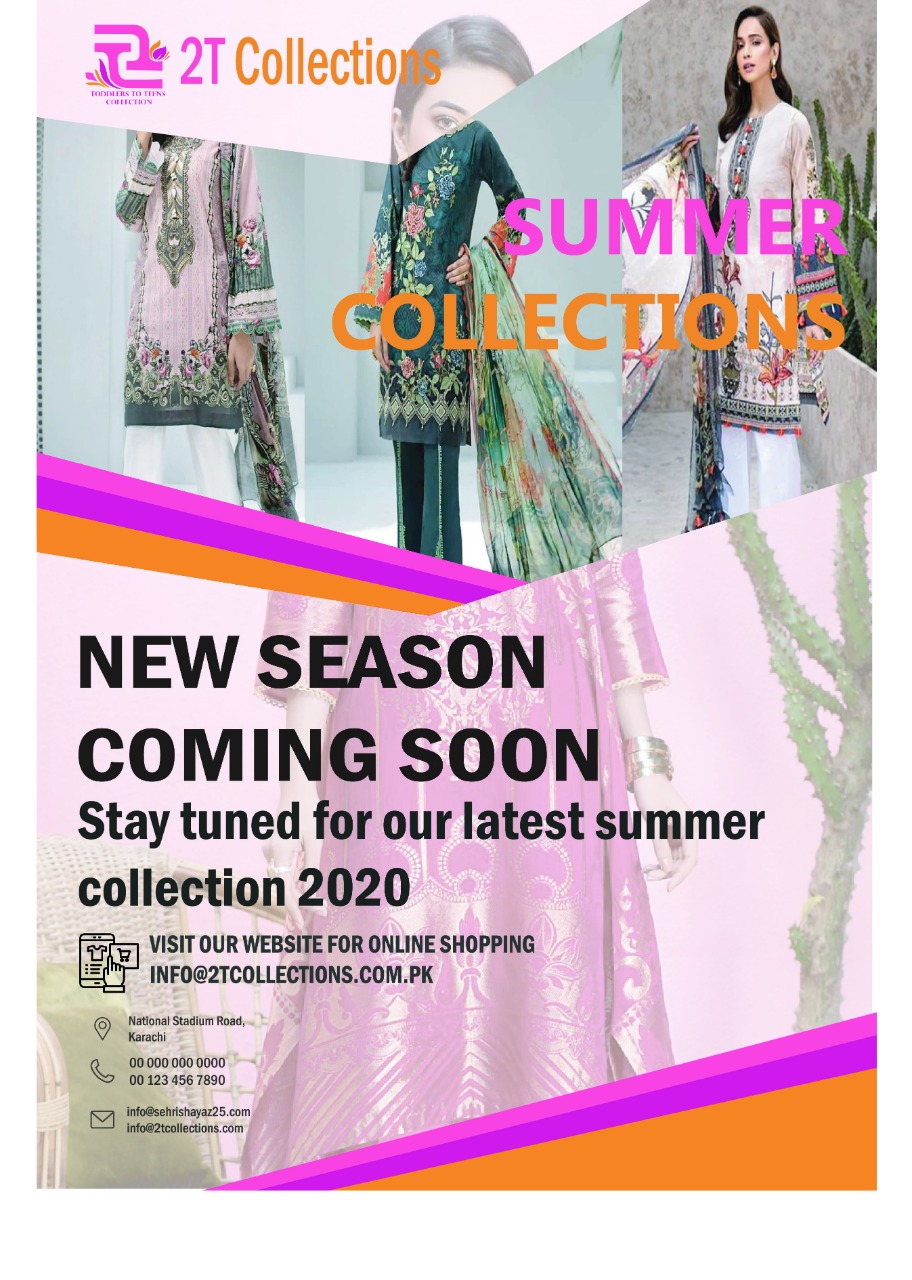 2T Collections
TODDLERS TO TEENS
COLLECTION
SUMMER
COLLECTIONS
NEW SEASON
COMING SOON
Stay tuned for our latest summer
collection 2020
VISIT OUR WEBSITE FOR ONLINE SHOPPING
INFO@2TCOLLECTIONS.COM.PK
National Stadium Road,
Karachi
00 000 000 0000
00 123 456 7890
info@sehrishayaz25.com
info@2tcollections.com